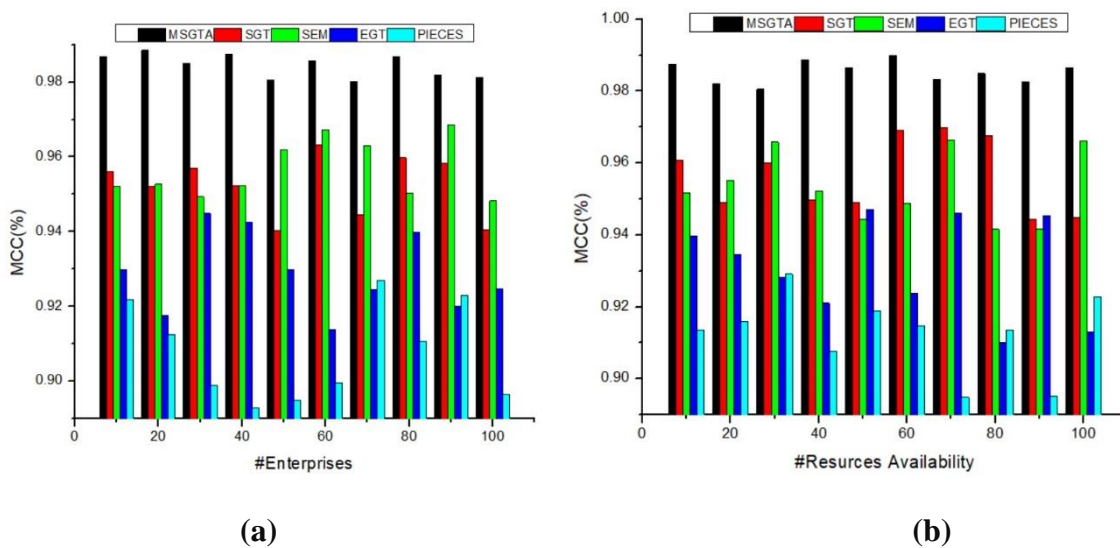 MSGTA SGT SEM EGT PIECES
MCC(%)
0.98
0.96
0.94
0.92
0.90
0 20 40 60 80 100
#Enterprises
(a)
MSGTA SGT SEM EGT PIECES
MCC(%)
1.00
0.98
0.96
0.94
0.92
0.90
0 20 40 60 80 100
#Resurces Availability
(b)